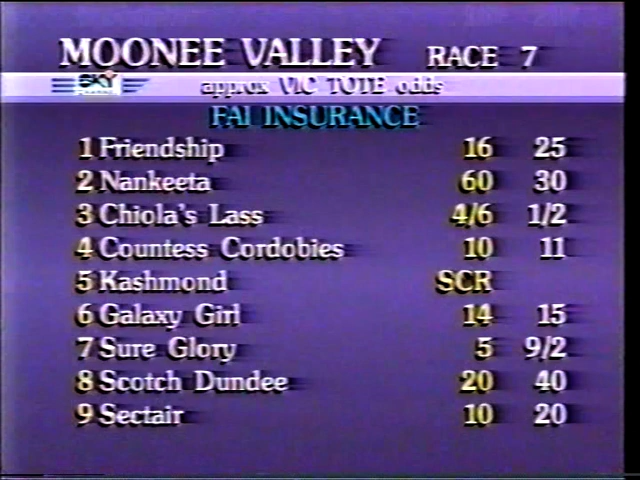 MOONEE VALLEY RACE 7
SKY CHANNEL
approx VIC TOTE odds
FAI INSURANCE
1 Friendship 16 25
2 Nankeeta 60 30
3 Chiola's Lass 4/6 1/2
4 Countess Cordobies 10 11
5 Kashmond SCR
6 Galaxy Girl 14 15
7 Sure Glory 5 9/2
8 Scotch Dundee 20 40
9 Sectair 10 20